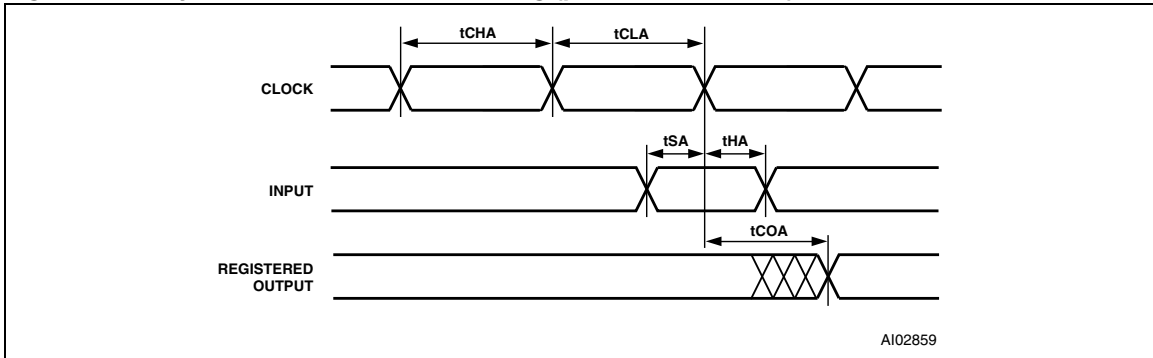 tCHA
tCLA
CLOCK
tSA
tHA
INPUT
tCOA
REGISTERED
OUTPUT
AI02859